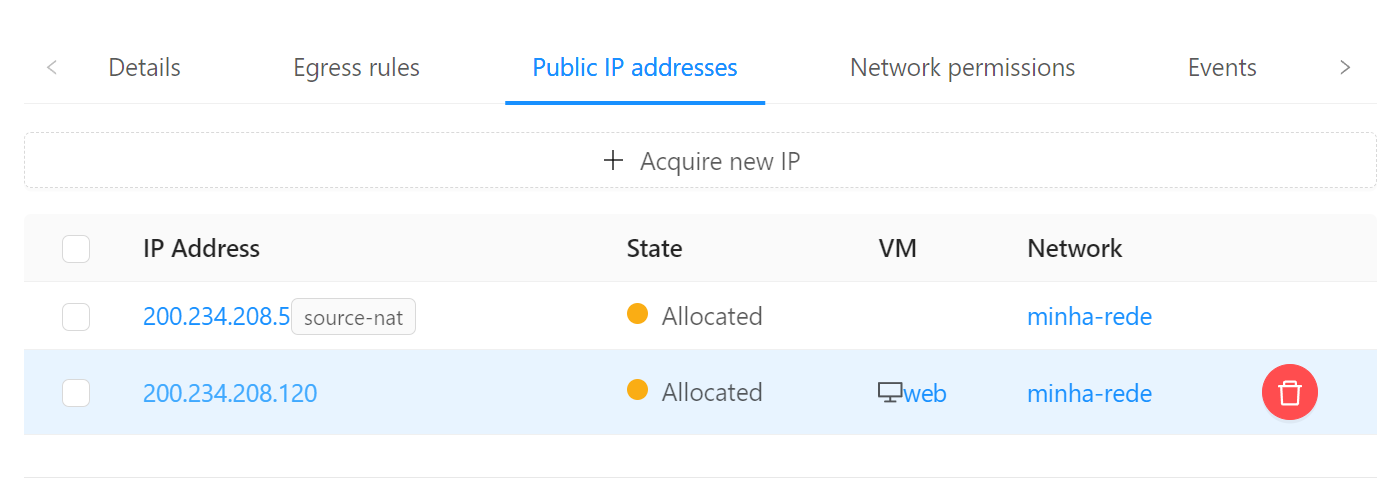 Details Egress rules Public IP addresses Network permissions Events
Acquire new IP
IP Address State VM Network
200.234.208.5 source-nat Allocated minha-rede
200.234.208.120 Allocated web minha-rede